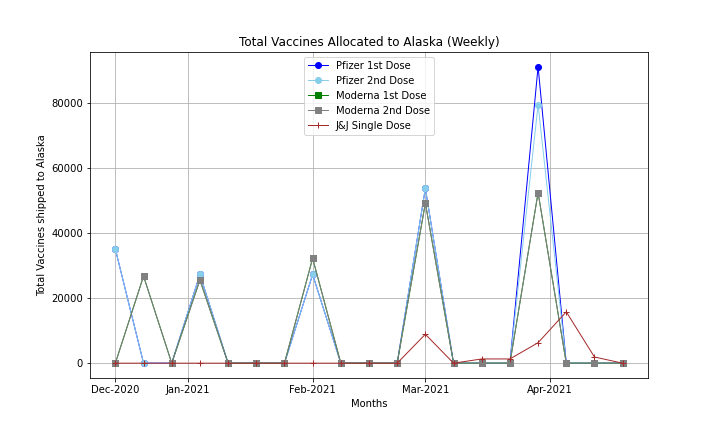 Total Vaccines Allocated to Alaska (Weekly)
Pfizer 1st Dose
Pfizer 2nd Dose
Moderna 1st Dose
Moderna 2nd Dose
J&J Single Dose
Total Vaccines shipped to Alaska
80000
60000
40000
20000
0
Dec-2020 Jan-2021 Feb-2021 Mar-2021 Apr-2021
Months